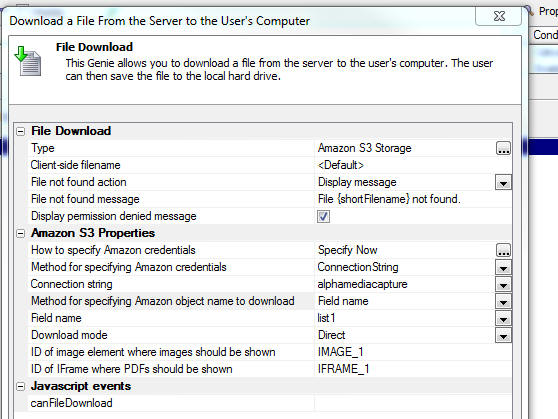 Prop
Download a File From the Server to the User's Computer
Cond
File Download
This Genie allows you to download a file from the server to the user's computer. The user
can then save the file to the local hard drive.
File Download
Type Amazon S3 Storage ...
Client-side filename <Default>
File not found action Display message
File not found message File {shortFilename} not found.
Display permission denied message
Amazon S3 Properties
How to specify Amazon credentials Specify Now ...
Method for specifying Amazon credentials ConnectionString
Connection string alphamediacapture
Method for specifying Amazon object name to download Field name
Field name list1
Download mode Direct
ID of image element where images should be shown IMAGE_1
ID of IFrame where PDFs should be shown IFRAME_1
Javascript events
canFileDownload